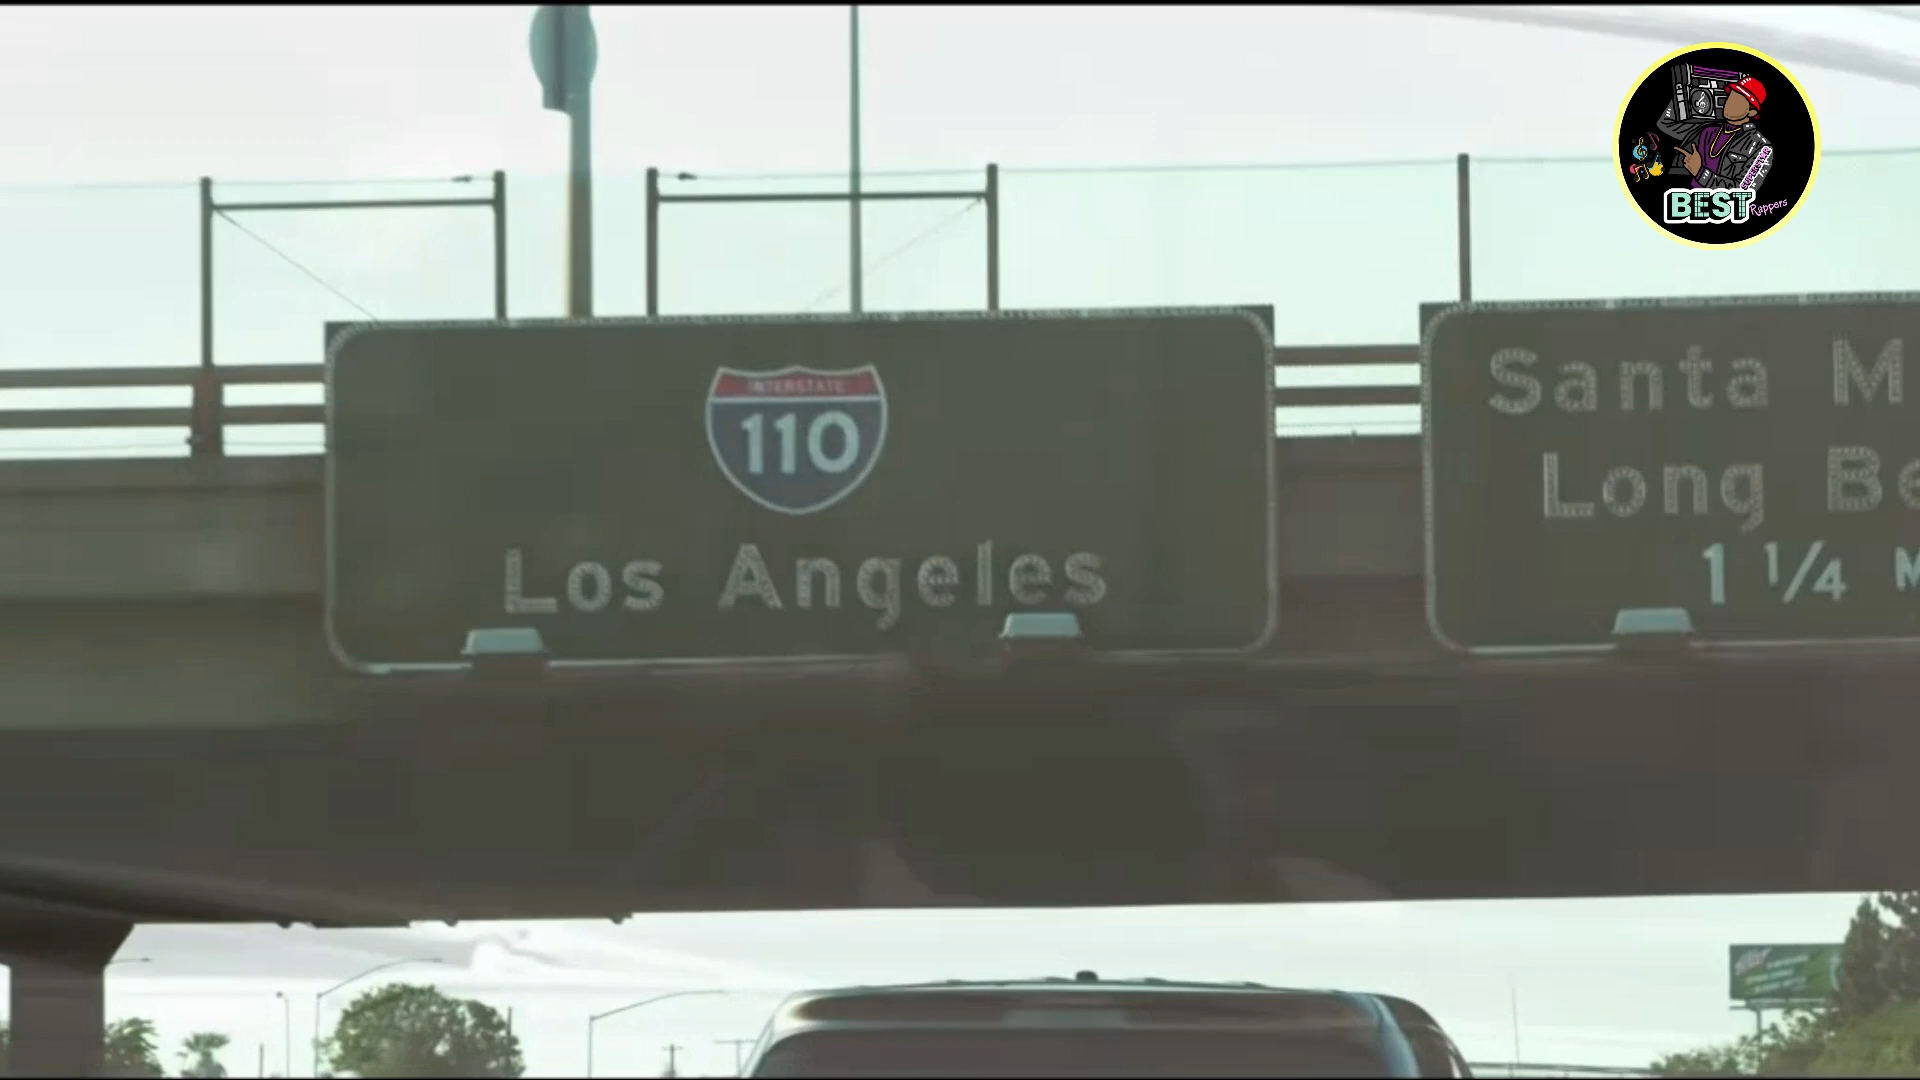 INTERSTATE
110
Los Angeles
Santa M
Long Be
1 1/4 M
BEST
Rappers